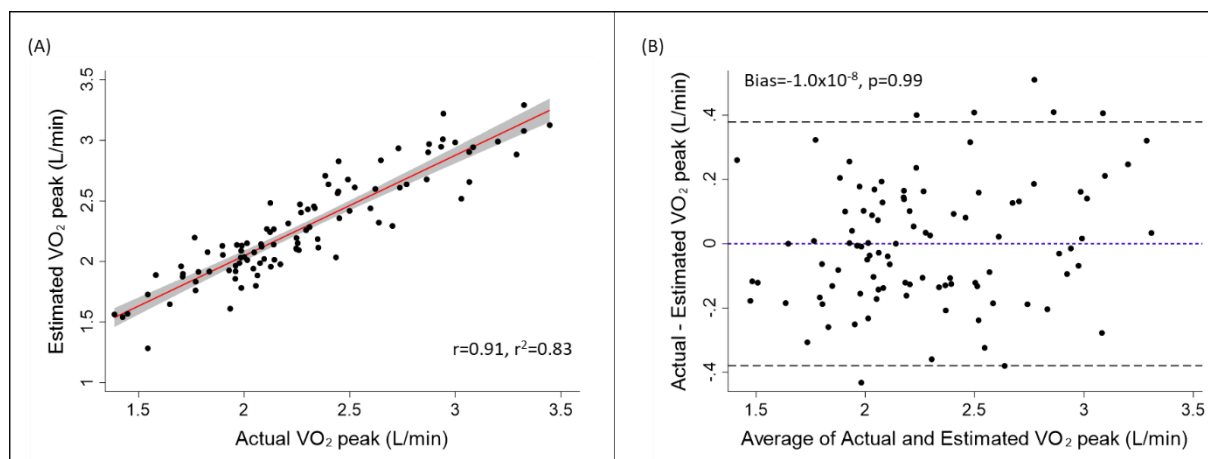 (A)
3.5
3
2.5
2
1.5
1
Estimated VO₂ peak (L/min)
r=0.91, r²=0.83
1.5
2
2.5
3
3.5
Actual VO₂ peak (L/min)
(B)
Bias=-1.0x10⁻⁸, p=0.99
.4
.2
0
-.2
-.4
Actual - Estimated VO₂ peak (L/min)
1.5
2
2.5
3
3.5
Average of Actual and Estimated VO₂ peak (L/min)